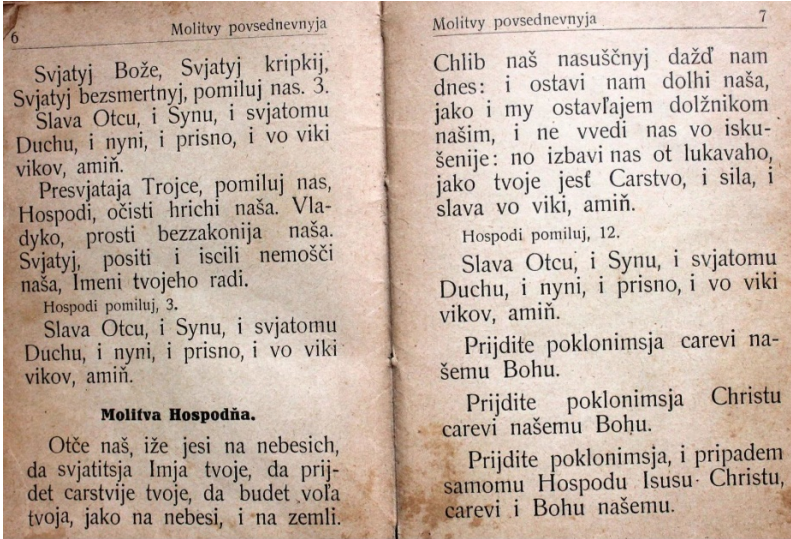 6 Molitvy povsednevnyja
Svjatyj Bože, Svjatyj kripkij,
Svjatyj bezsmertnyj, pomiluj nas. 3.
Slava Otcu, i Synu, i svjatomu
Duchu, i nyni, i prisno, i vo viki
vikov, amiň.
Presvjataja Trojce, pomiluj nas,
Hospodi, očisti hrichi naša. Vla-
dyko, prosti bezzakonija naša.
Svjatyj, positi i iscili nemošči
naša, Imeni tvojeho radi.
Hospodi pomiluj, 3.
Slava Otcu, i Synu, i svjatomu
Duchu, i nyni, i prisno, i vo viki
vikov, amiň.
Molitva Hospodňa.
Otče naš, iže jesi na nebesich,
da svjatitsja Imja tvoje, da prij-
det carstvije tvoje, da budet voľa
tvoja, jako na nebesi, i na zemli.
Molitvy povsednevnyja 7
Chlib naš nasuščnyj dažď nam
dnes: i ostavi nam dolhi naša,
jako i my ostavľajem dolžnikom
našim, i ne vvedi nas vo isku-
šenije: no izbavi nas ot lukavaho,
jako tvoje jesť Carstvo, i sila, i
slava vo viki, amiň.
Hospodi pomiluj, 12.
Slava Otcu, i Synu, i svjatomu
Duchu, i nyni, i prisno, i vo viki
vikov, amiň.
Prijdite poklonimsja carevi na-
šemu Bohu.
Prijdite poklonimsja Christu
carevi našemu Bohu.
Prijdite poklonimsja, i pripadem
samomu Hospodu Isusu Christu,
carevi i Bohu našemu.